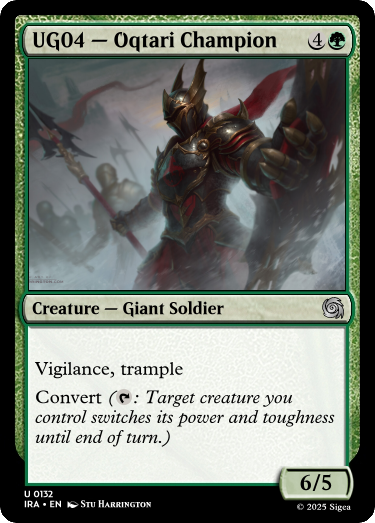 UG04 — Oqtari Champion 4
Creature — Giant Soldier
Vigilance, trample
Convert (: Target creature you
control switches its power and toughness
until end of turn.)
6/5
U 0132
IRA • EN Stu Harrington
© 2025 Sigea